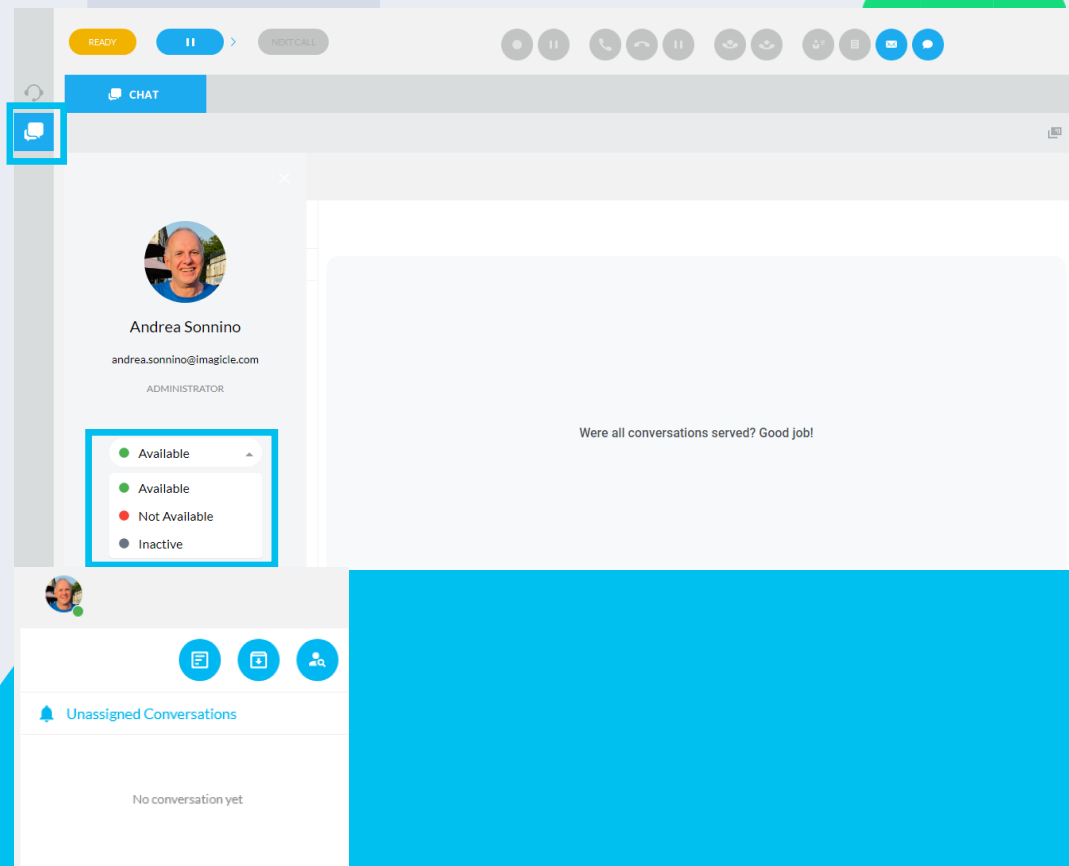 READY
NEXT CALL
CHAT
Andrea Sonnino
andrea.sonnino@imagicle.com
ADMINISTRATOR
Available
Available
Not Available
Inactive
Were all conversations served? Good job!
Unassigned Conversations
No conversation yet